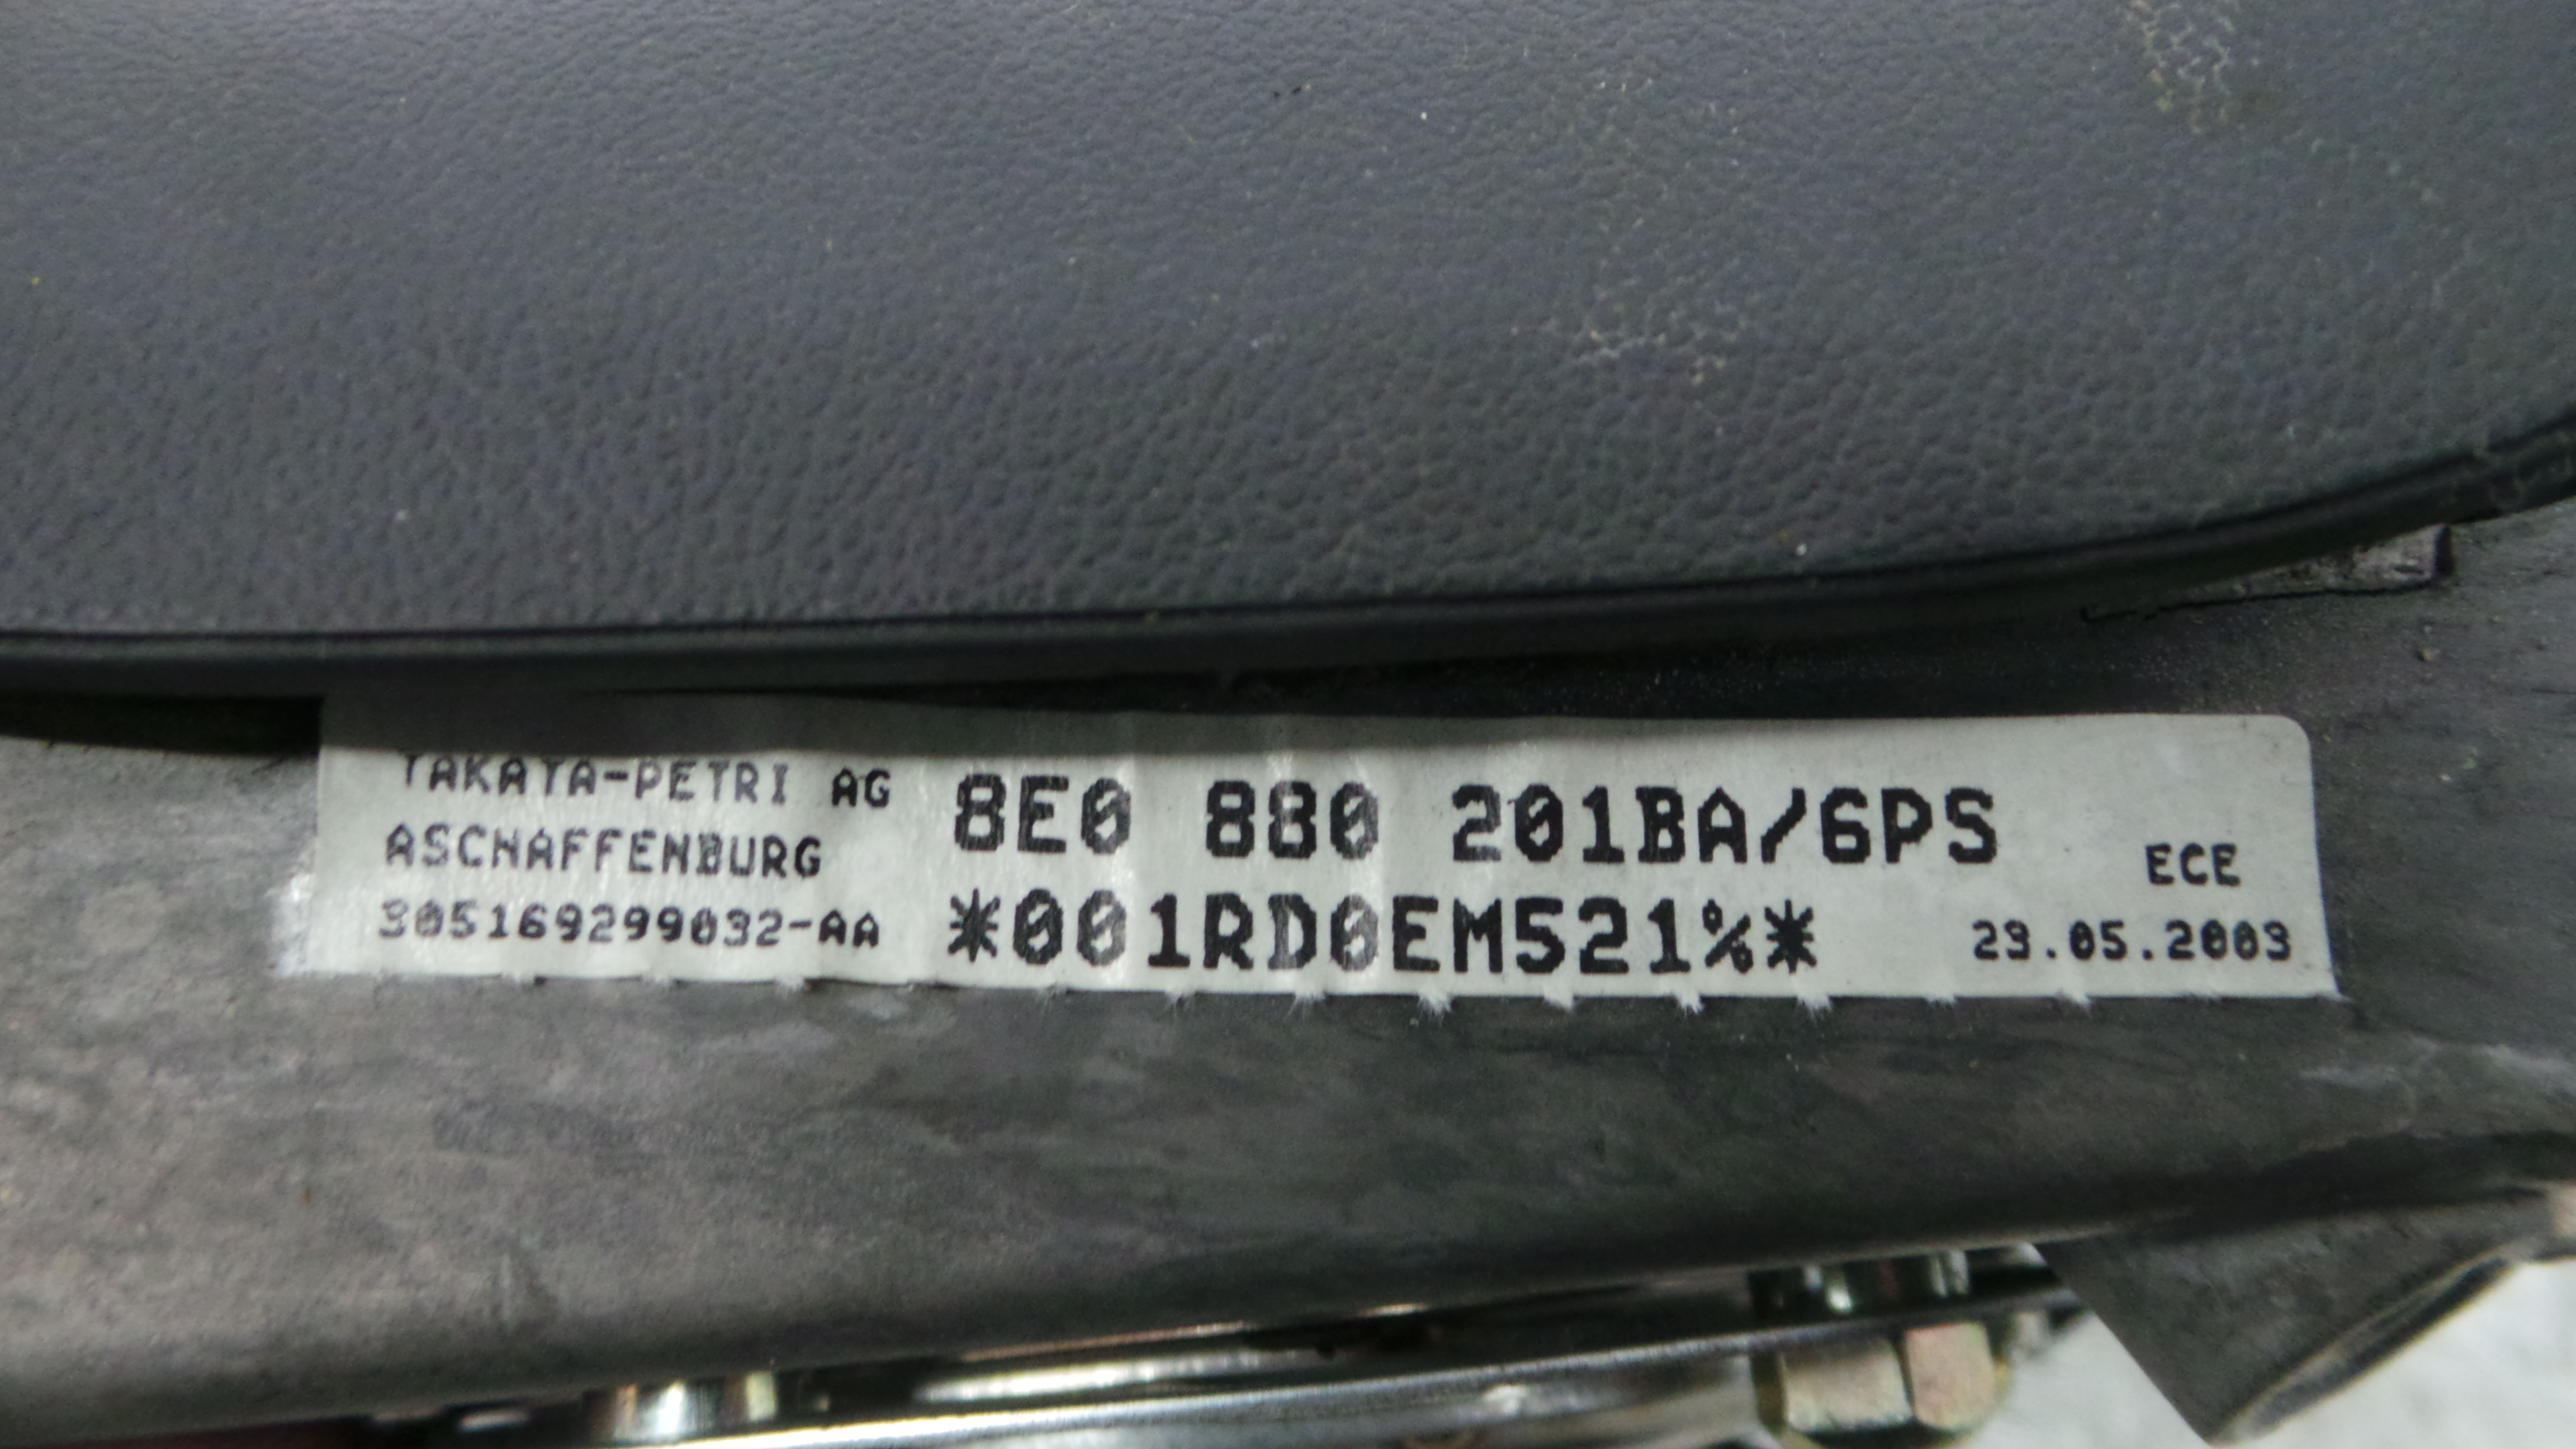 TAKATA-PETRI AG
ASCHAFFENBURG
305169299032-AA
8E0 880 201BA/6PS
*001RD0EM521%*
ECE
23.05.2003